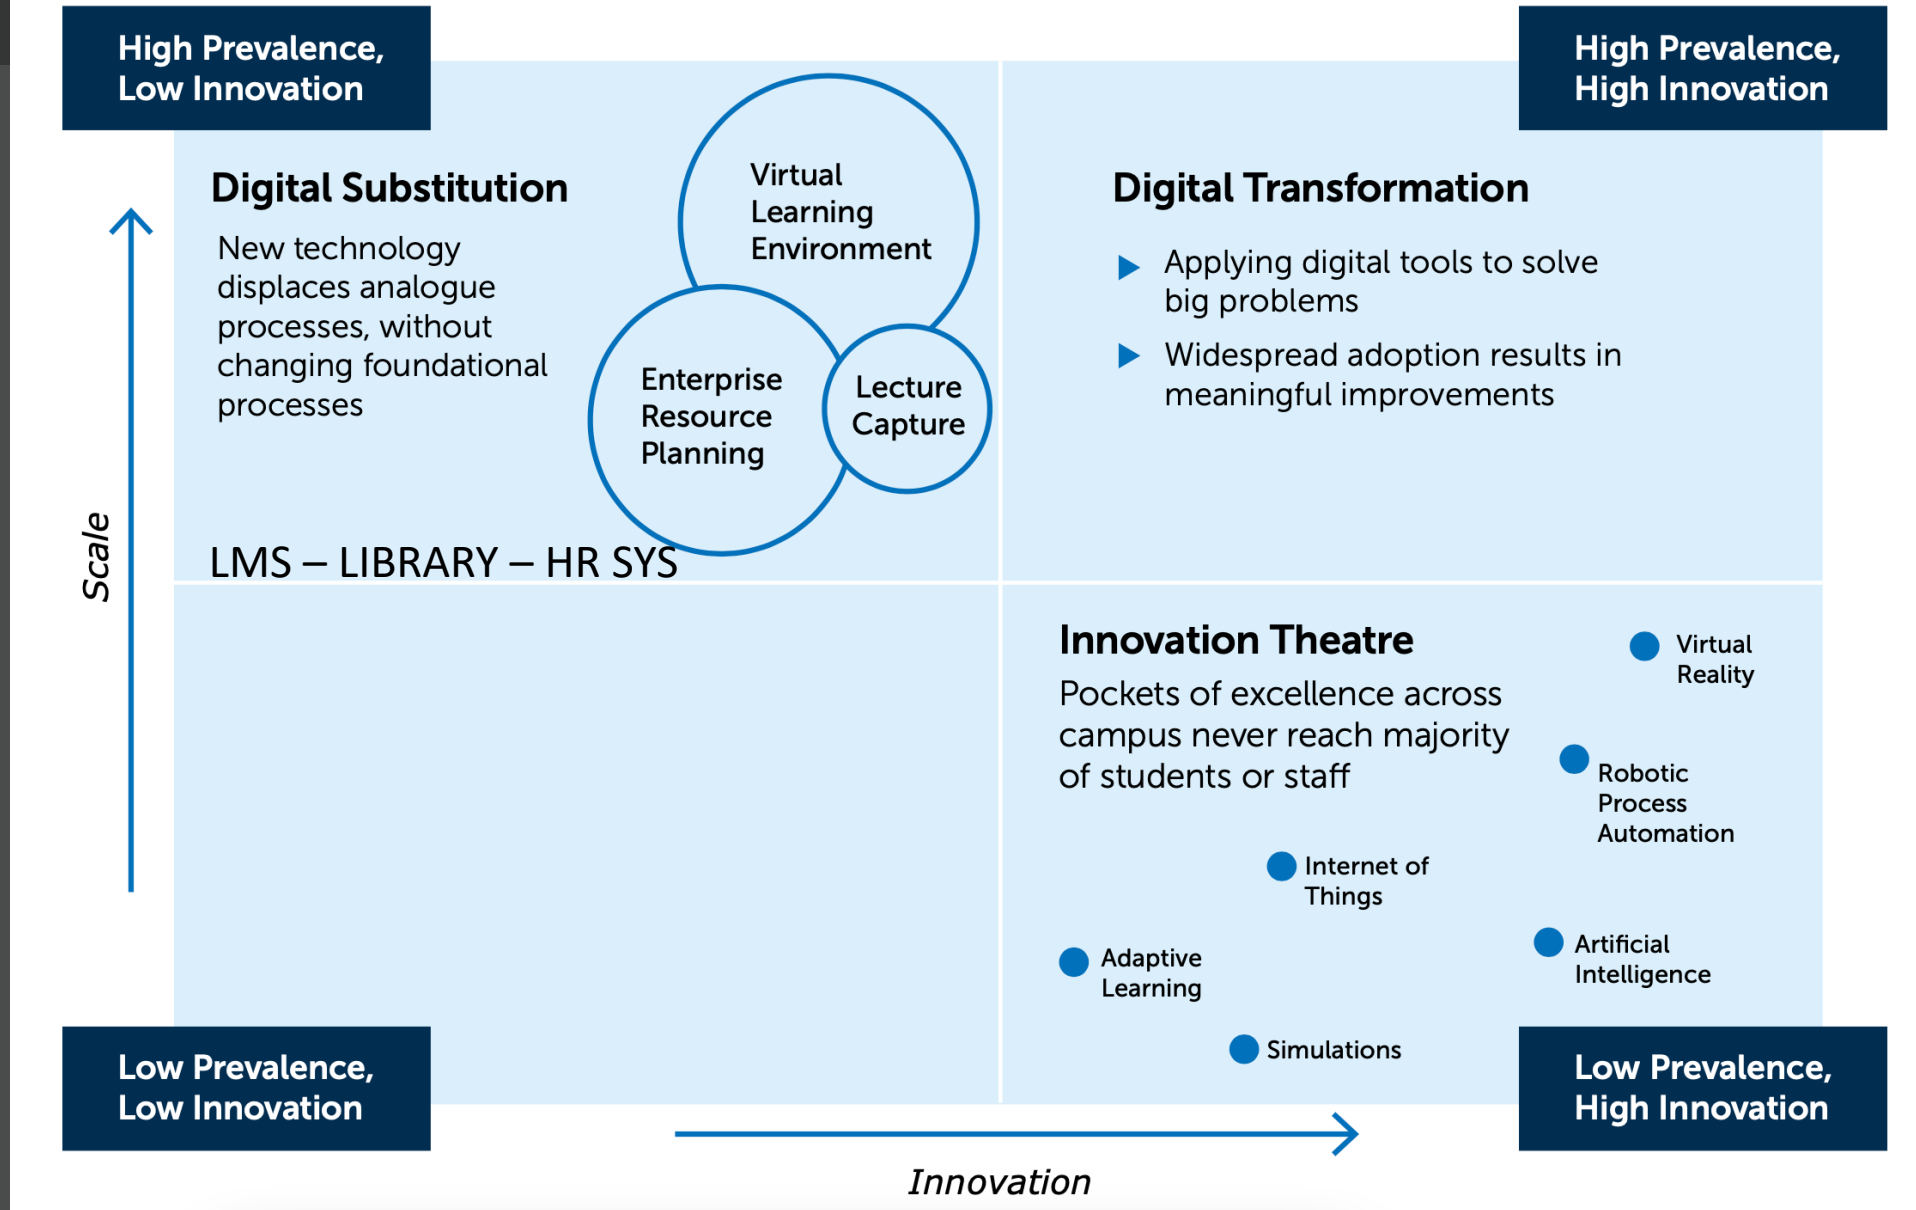 High Prevalence,
Low Innovation
High Prevalence,
High Innovation
Digital Substitution
New technology
displaces analogue
processes, without
changing foundational
processes
Virtual
Learning
Environment
Enterprise
Resource
Planning
Lecture
Capture
LMS – LIBRARY – HR SYS
Digital Transformation
Applying digital tools to solve
big problems
Widespread adoption results in
meaningful improvements
Scale
Innovation Theatre
Pockets of excellence across
campus never reach majority
of students or staff
Virtual
Reality
Robotic
Process
Automation
Internet of
Things
Artificial
Intelligence
Adaptive
Learning
Simulations
Low Prevalence,
Low Innovation
Low Prevalence,
High Innovation
Innovation